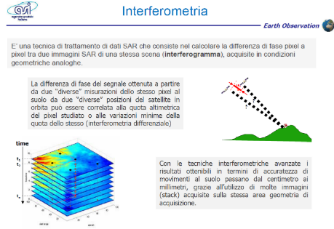 Interferometria
Earth Observation
E' una tecnica di trattamento di dati SAR che consiste nel calcolare la differenza di fase pixel a
pixel tra due immagini SAR di una stessa scena (interferogramma), acquisite in condizioni
geometriche analoghe.
La differenza di fase del segnale ottenuta a partire
da due "diverse" misurazioni dello stesso pixel al
suolo da due "diverse" posizioni del satellite in
orbita può essere correlata alla quota altimetrica
del pixel studiato o alle variazioni minime della
quota dello stesso (interferometria differenziale)
time
Con le tecniche interferometriche avanzate i
risultati ottenibili in termini di accuratezza di
movimenti al suolo passano dal centimetro ai
millimetri, grazie all'utilizzo di molte immagini
(stack) acquisite sulla stessa area geometria di
acquisizione.